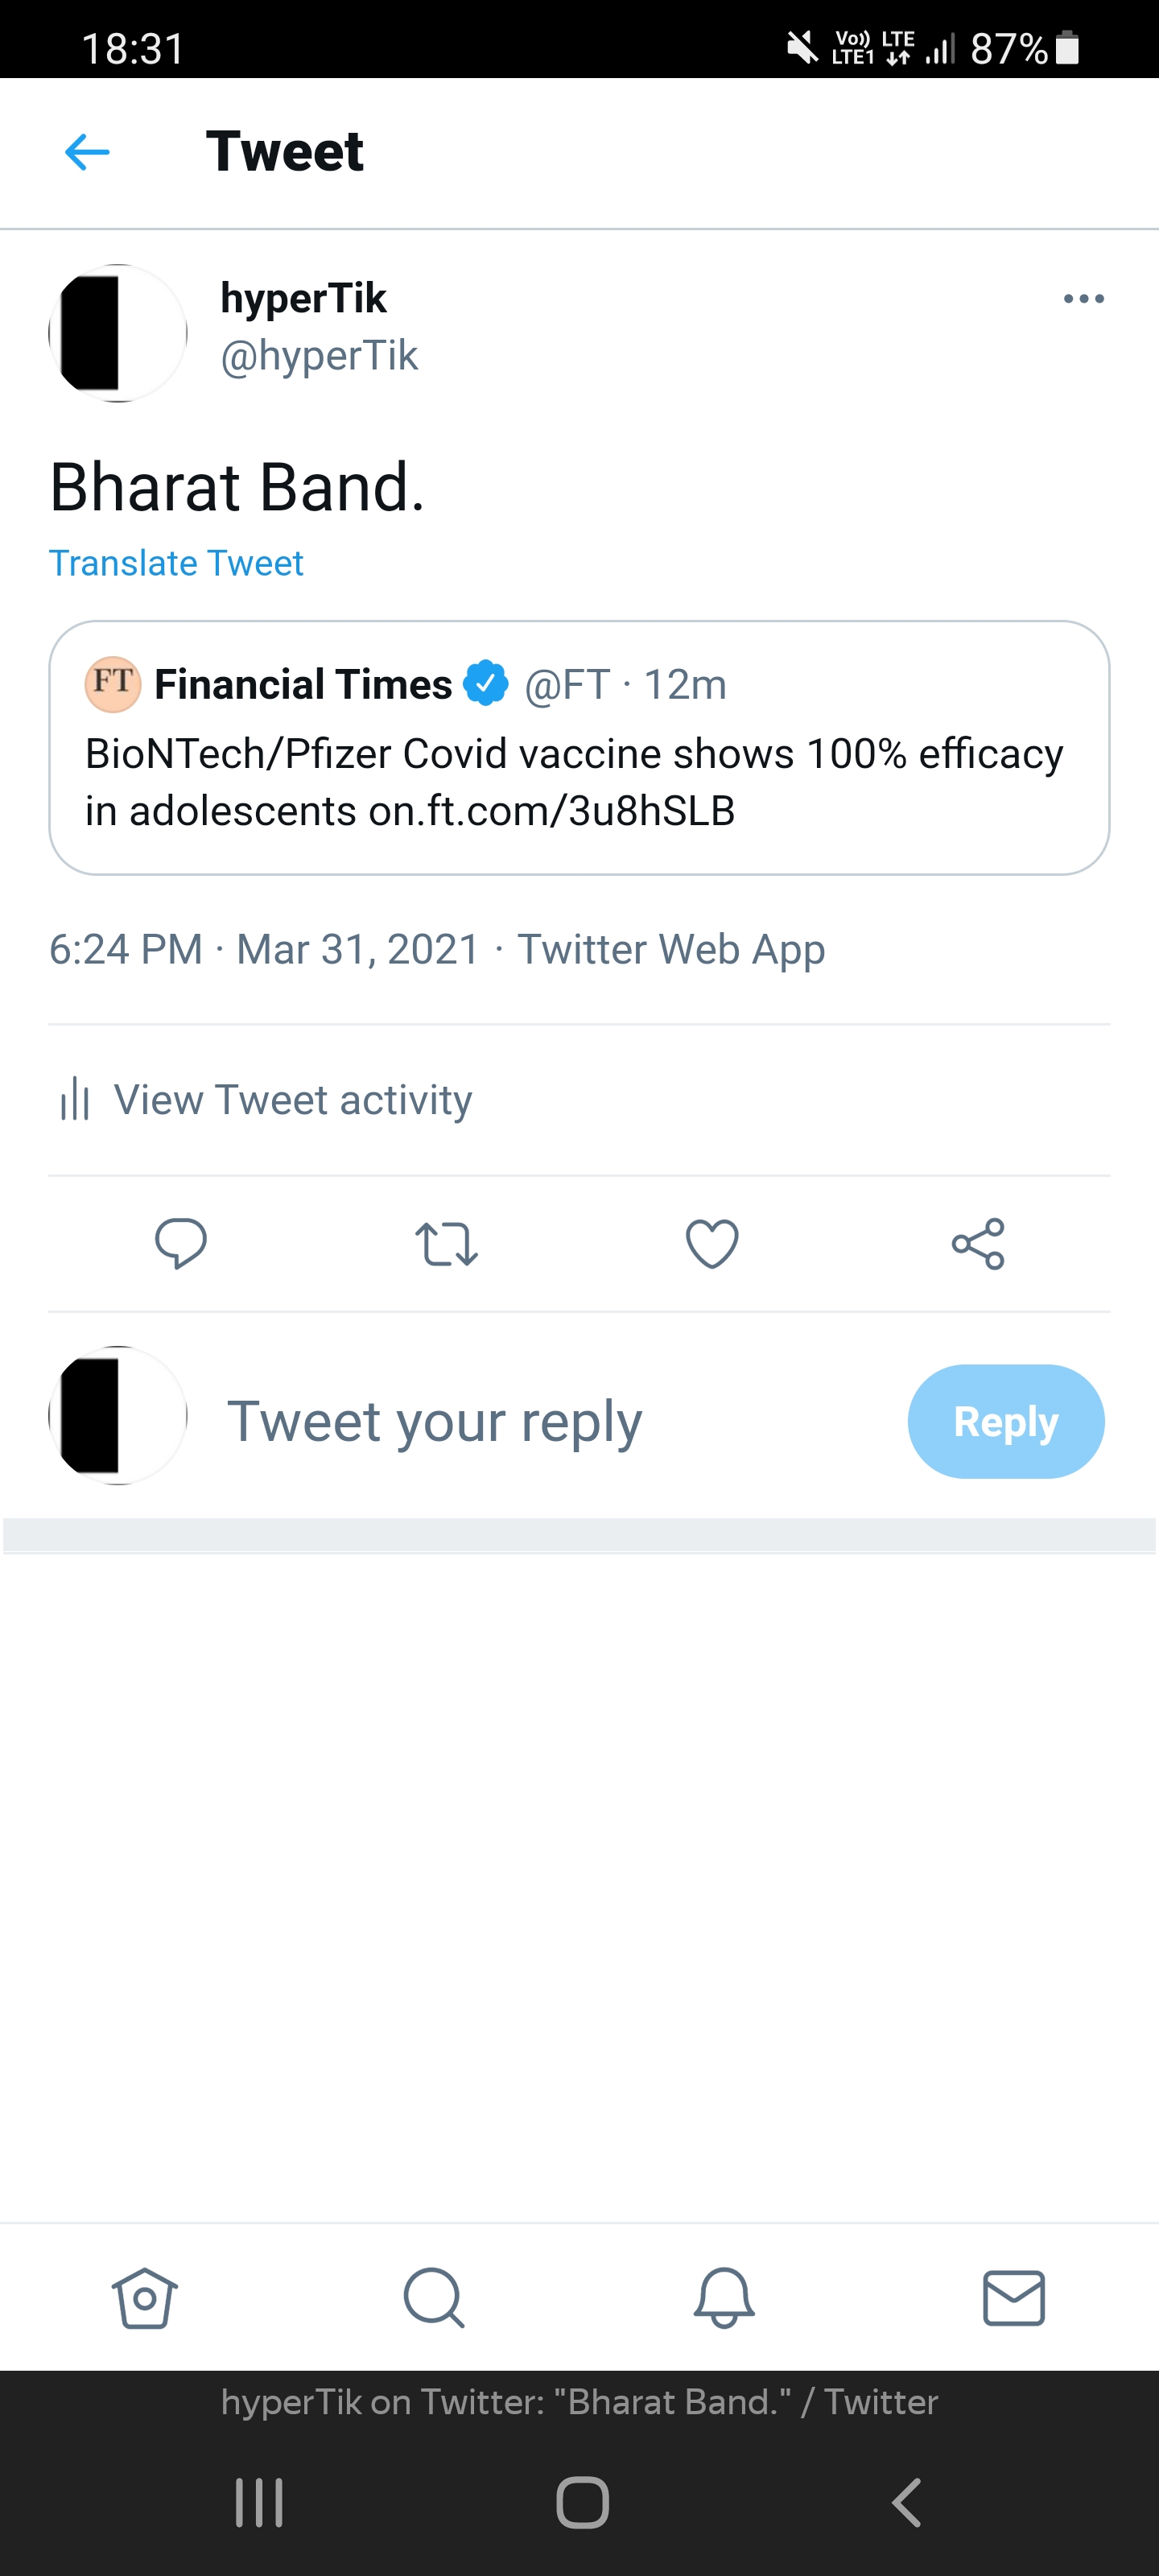 18:31 Vo)) LTE1 LTE 87%
Tweet
hyperTik
@hyperTik
Bharat Band.
Translate Tweet
FT Financial Times @FT · 12m
BioNTech/Pfizer Covid vaccine shows 100% efficacy
in adolescents on.ft.com/3u8hSLB
6:24 PM · Mar 31, 2021 · Twitter Web App
View Tweet activity
Tweet your reply
Reply
hyperTik on Twitter: "Bharat Band." / Twitter